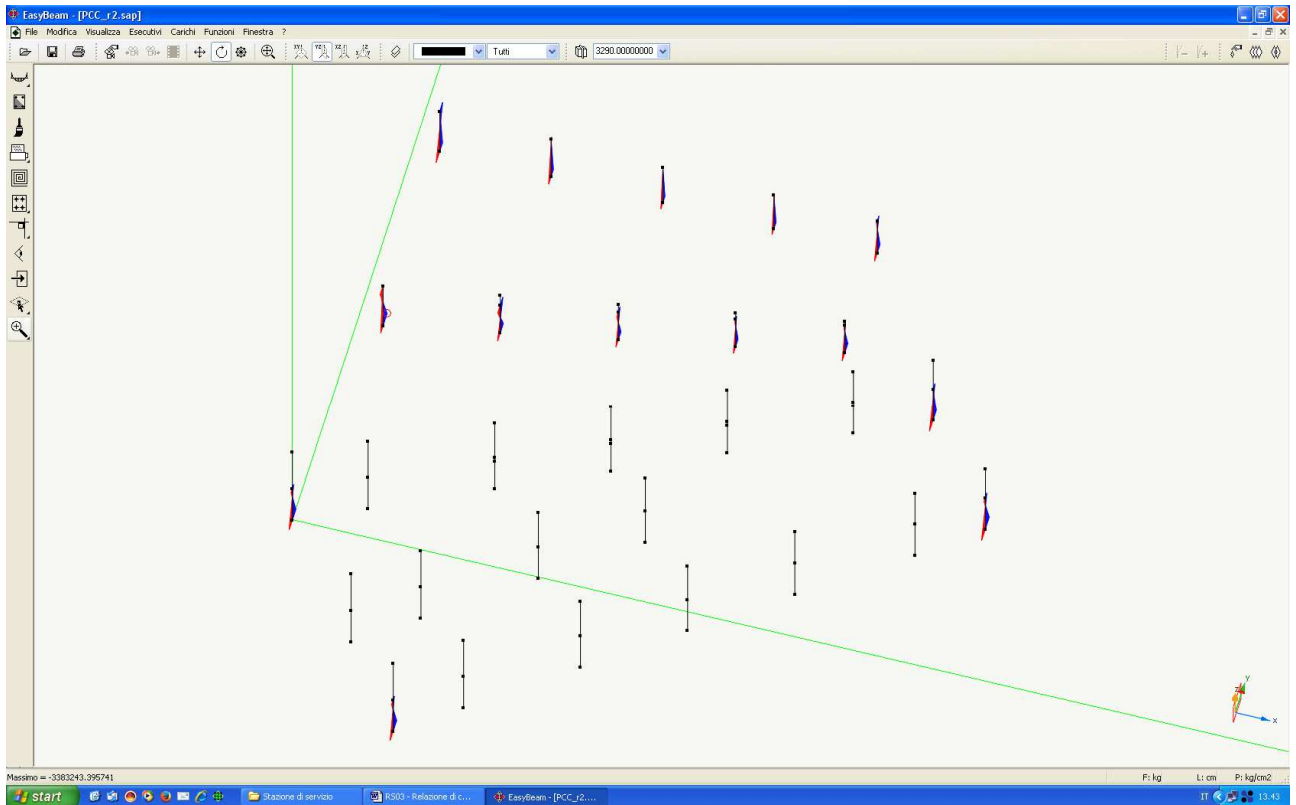 EasyBeam - [PCC_r2.sap]
File Modifica Visualizza Esecutivi Carichi Funzioni Finestra ?
Tutti 3290.00000000
Y
Z
X
Massimo = -3383243.395741 F: kg L: cm P: kg/cm2
start Stazione di servizio RS03 - Relazione di c... EasyBeam - [PCC_r2.... IT 13.43